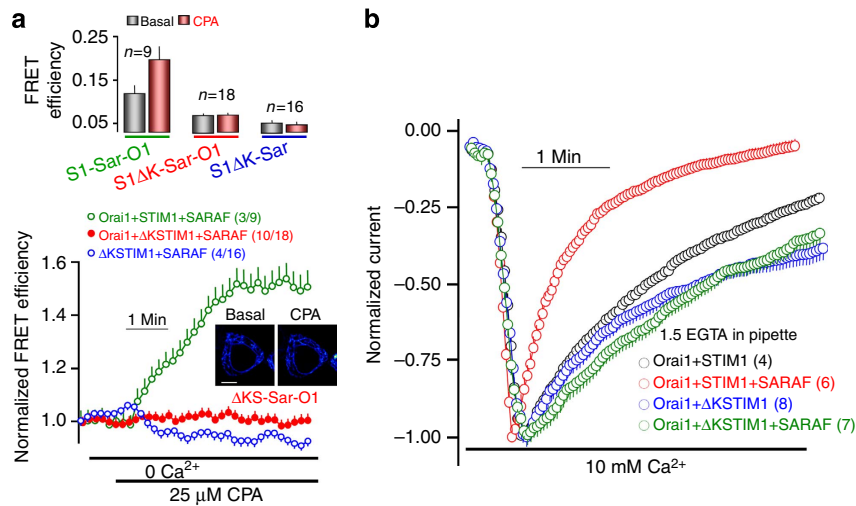 a
Basal CPA
FRET
efficiency
0.25
0.15
0.05
n=9
n=18
n=16
S1-Sar-O1
S1ΔK-Sar-O1
S1ΔK-Sar
Orai1+STIM1+SARAF (3/9)
Orai1+ΔKSTIM1+SARAF (10/18)
ΔKSTIM1+SARAF (4/16)
Normalized FRET efficiency
1.6
1.4
1.2
1.0
1 Min
Basal CPA
ΔKS-Sar-O1
0 Ca²⁺
25 μM CPA
b
Normalized current
0.00
−0.25
−0.50
−0.75
−1.00
1 Min
1.5 EGTA in pipette
Orai1+STIM1 (4)
Orai1+STIM1+SARAF (6)
Orai1+ΔKSTIM1 (8)
Orai1+ΔKSTIM1+SARAF (7)
10 mM Ca²⁺